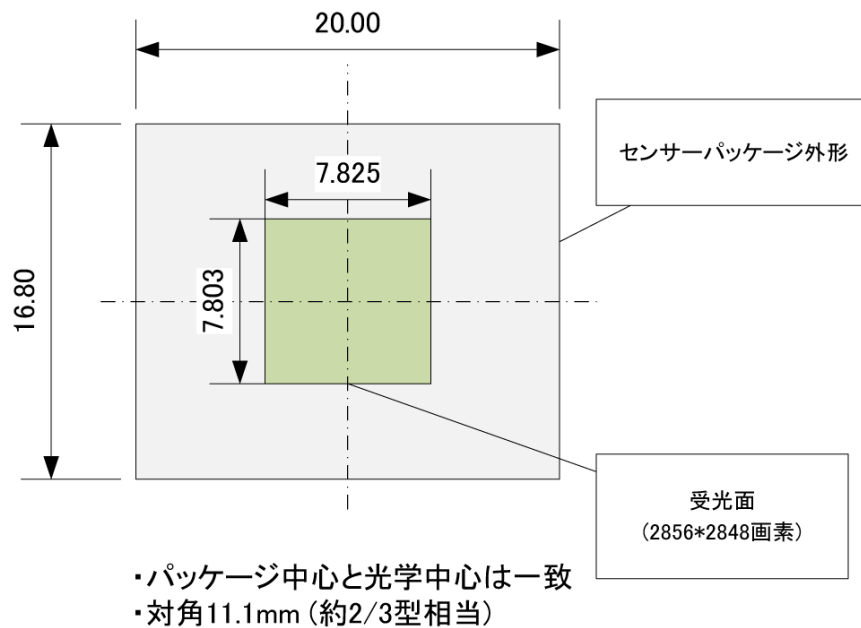 20.00
センサーパッケージ外形
7.825
16.80
7.803
受光面
(2856*2848画素)
・パッケージ中心と光学中心は一致
・対角11.1mm (約2/3型相当)